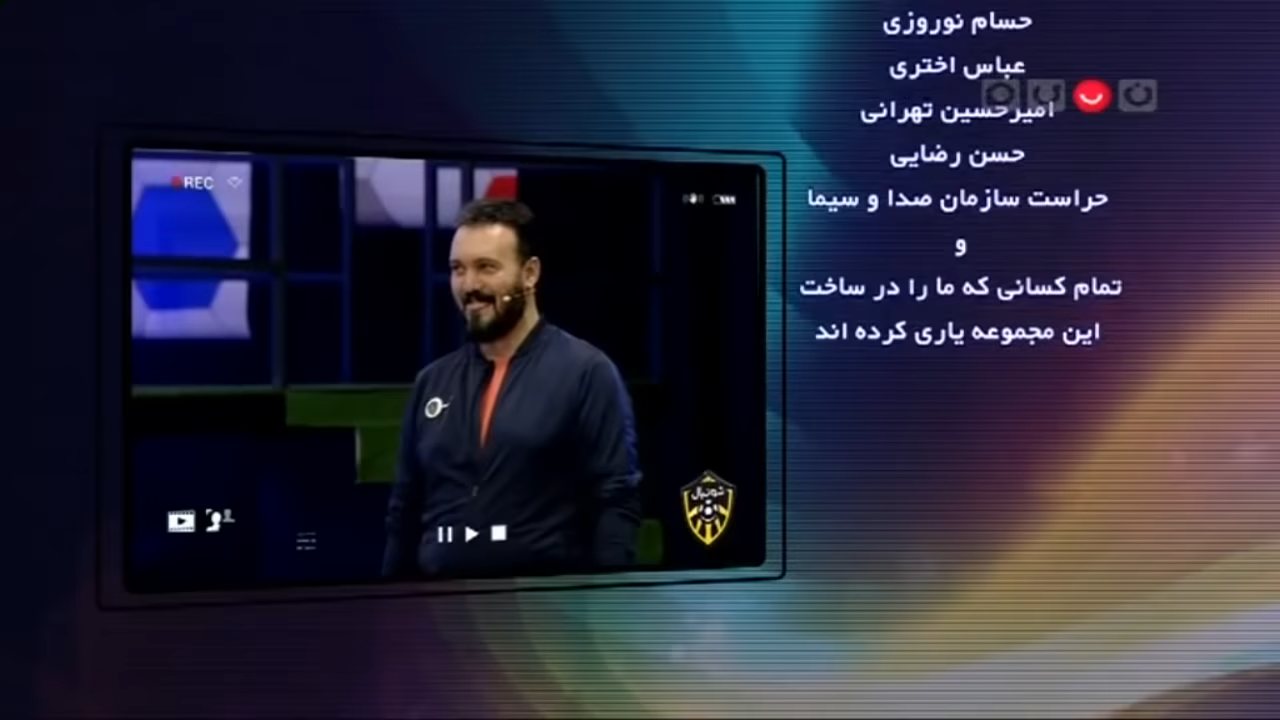 حسام نوروزی
عباس اختری
امیرحسین تهرانی
حسن رضایی
حراست سازمان صدا و سیما
و
تمام کسانی که ما را در ساخت
این مجموعه یاری کرده اند
REC